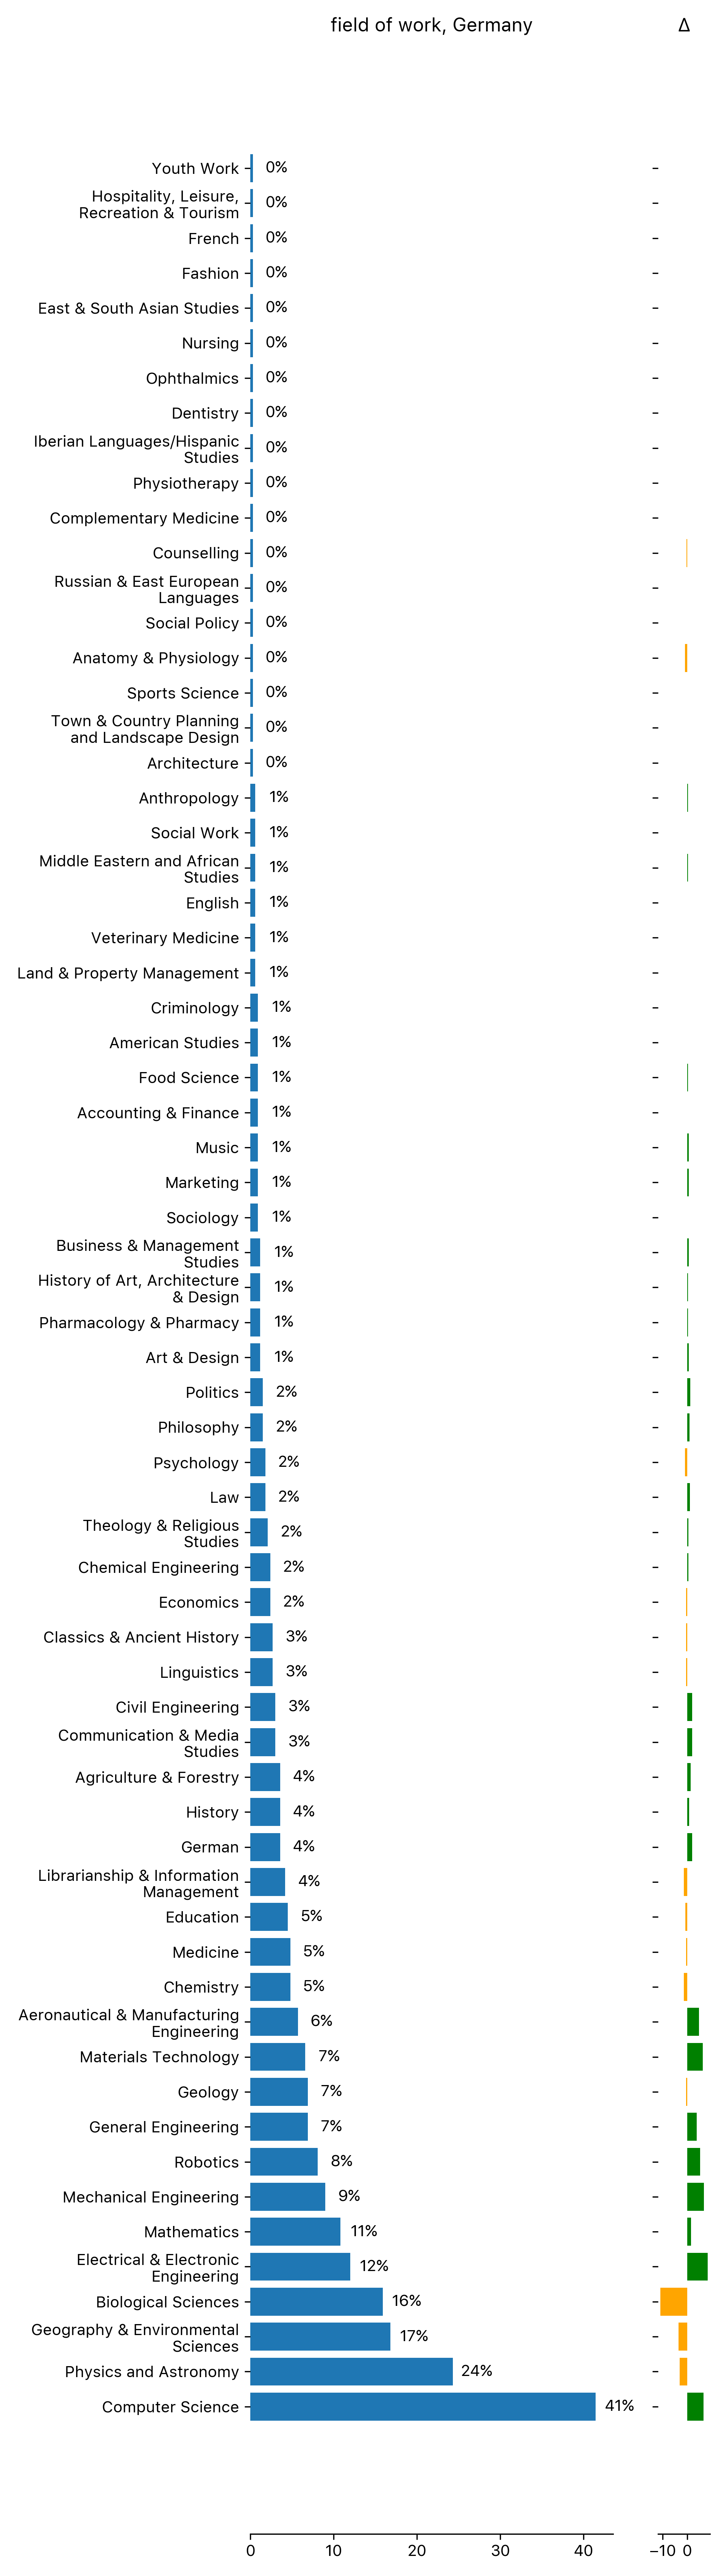 field of work, Germany
Δ
Youth Work
0%
Hospitality, Leisure,
Recreation & Tourism
0%
French
0%
Fashion
0%
East & South Asian Studies
0%
Nursing
0%
Ophthalmics
0%
Dentistry
0%
Iberian Languages/Hispanic
Studies
0%
Physiotherapy
0%
Complementary Medicine
0%
Counselling
0%
Russian & East European
Languages
0%
Social Policy
0%
Anatomy & Physiology
0%
Sports Science
0%
Town & Country Planning
and Landscape Design
0%
Architecture
0%
Anthropology
1%
Social Work
1%
Middle Eastern and African
Studies
1%
English
1%
Veterinary Medicine
1%
Land & Property Management
1%
Criminology
1%
American Studies
1%
Food Science
1%
Accounting & Finance
1%
Music
1%
Marketing
1%
Sociology
1%
Business & Management
Studies
1%
History of Art, Architecture
& Design
1%
Pharmacology & Pharmacy
1%
Art & Design
1%
Politics
2%
Philosophy
2%
Psychology
2%
Law
2%
Theology & Religious
Studies
2%
Chemical Engineering
2%
Economics
2%
Classics & Ancient History
3%
Linguistics
3%
Civil Engineering
3%
Communication & Media
Studies
3%
Agriculture & Forestry
4%
History
4%
German
4%
Librarianship & Information
Management
4%
Education
5%
Medicine
5%
Chemistry
5%
Aeronautical & Manufacturing
Engineering
6%
Materials Technology
7%
Geology
7%
General Engineering
7%
Robotics
8%
Mechanical Engineering
9%
Mathematics
11%
Electrical & Electronic
Engineering
12%
Biological Sciences
16%
Geography & Environmental
Sciences
17%
Physics and Astronomy
24%
Computer Science
41%
0 10 20 30 40
−10 0